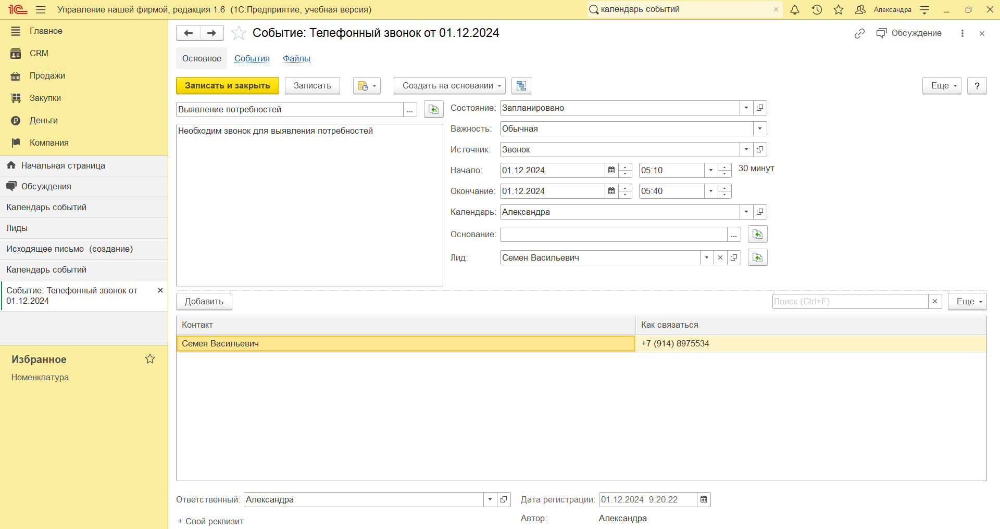 1С Управление нашей фирмой, редакция 1.6 (1С:Предприятие, учебная версия) календарь событий × Александра
Главное
CRM
Продажи
Закупки
Деньги
Компания
Начальная страница
Обсуждения
Календарь событий
Лиды
Исходящее письмо (создание)
Календарь событий
Событие: Телефонный звонок от
01.12.2024
Избранное
Номенклатура
Событие: Телефонный звонок от 01.12.2024 Обсуждение
Основное События Файлы
Записать и закрыть Записать Создать на основании Еще ?
Выявление потребностей ...
Необходим звонок для выявления потребностей
Состояние: Запланировано
Важность: Обычная
Источник: Звонок
Начало: 01.12.2024 05:10 30 минут
Окончание: 01.12.2024 05:40
Календарь: Александра
Основание: ...
Лид: Семен Васильевич
Добавить Поиск (Ctrl+F) × Еще
Контакт Как связаться
Семен Васильевич +7 (914) 8975534
Ответственный: Александра Дата регистрации: 01.12.2024 9:20:22
+ Свой реквизит Автор: Александра